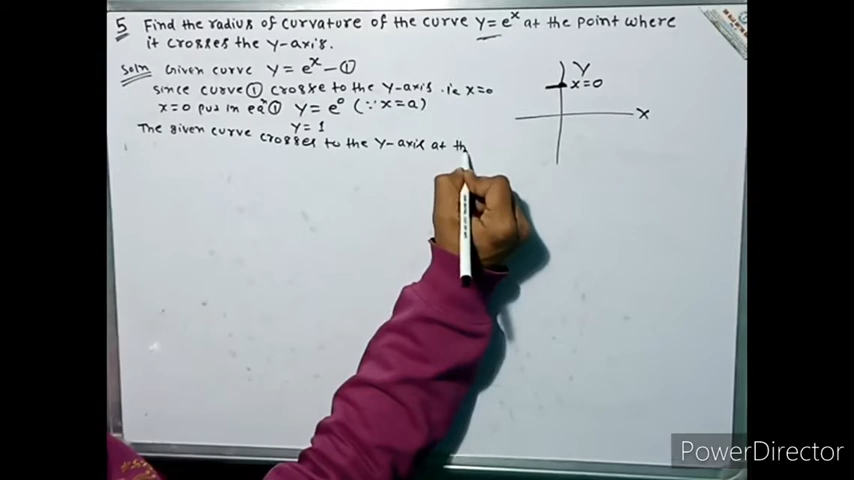 5 Find the radius of curvature of the curve y=e^x at the point where
it crosses the y-axis.
Soln Given curve y=e^x -①
since curve ① crosse to the y-axis .i.e x=0
x=0 put in eqn ① y=e^0 (∵x=a)
y=1
The given curve crosses to the y-axis at th
Y
x=0
X
PowerDirector